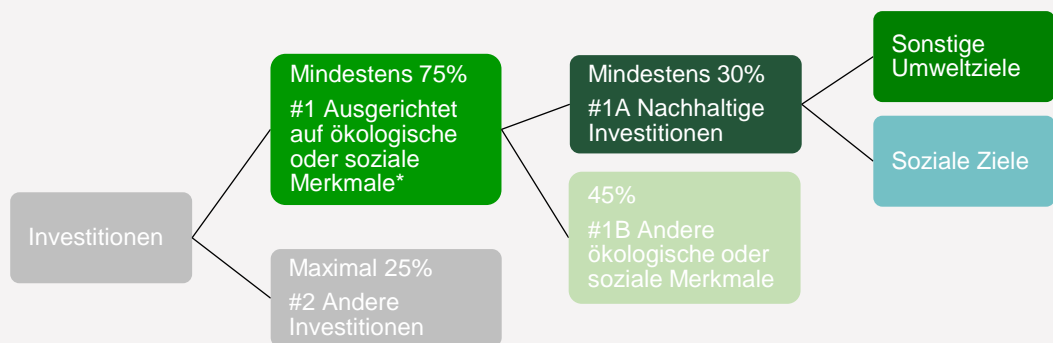 Investitionen
Mindestens 75%
#1 Ausgerichtet
auf ökologische
oder soziale
Merkmale*
Maximal 25%
#2 Andere
Investitionen
Mindestens 30%
#1A Nachhaltige
Investitionen
45%
#1B Andere
ökologische oder
soziale Merkmale
Sonstige
Umweltziele
Soziale Ziele